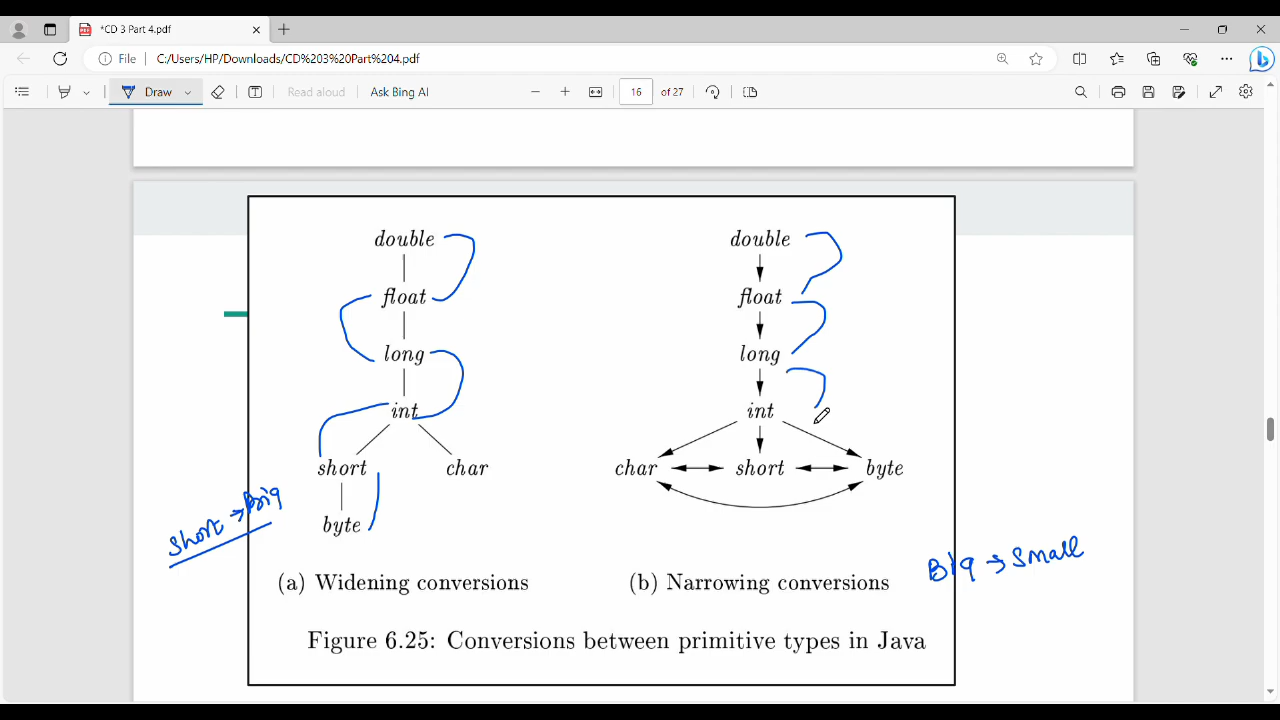 *CD 3 Part 4.pdf
File C:/Users/HP/Downloads/CD%203%20Part%204.pdf
Draw Read aloud Ask Bing AI 16 of 27
double double
float float
long long
int int
short char char short byte
byte
short → Big
Big → Small
(a) Widening conversions (b) Narrowing conversions
Figure 6.25: Conversions between primitive types in Java